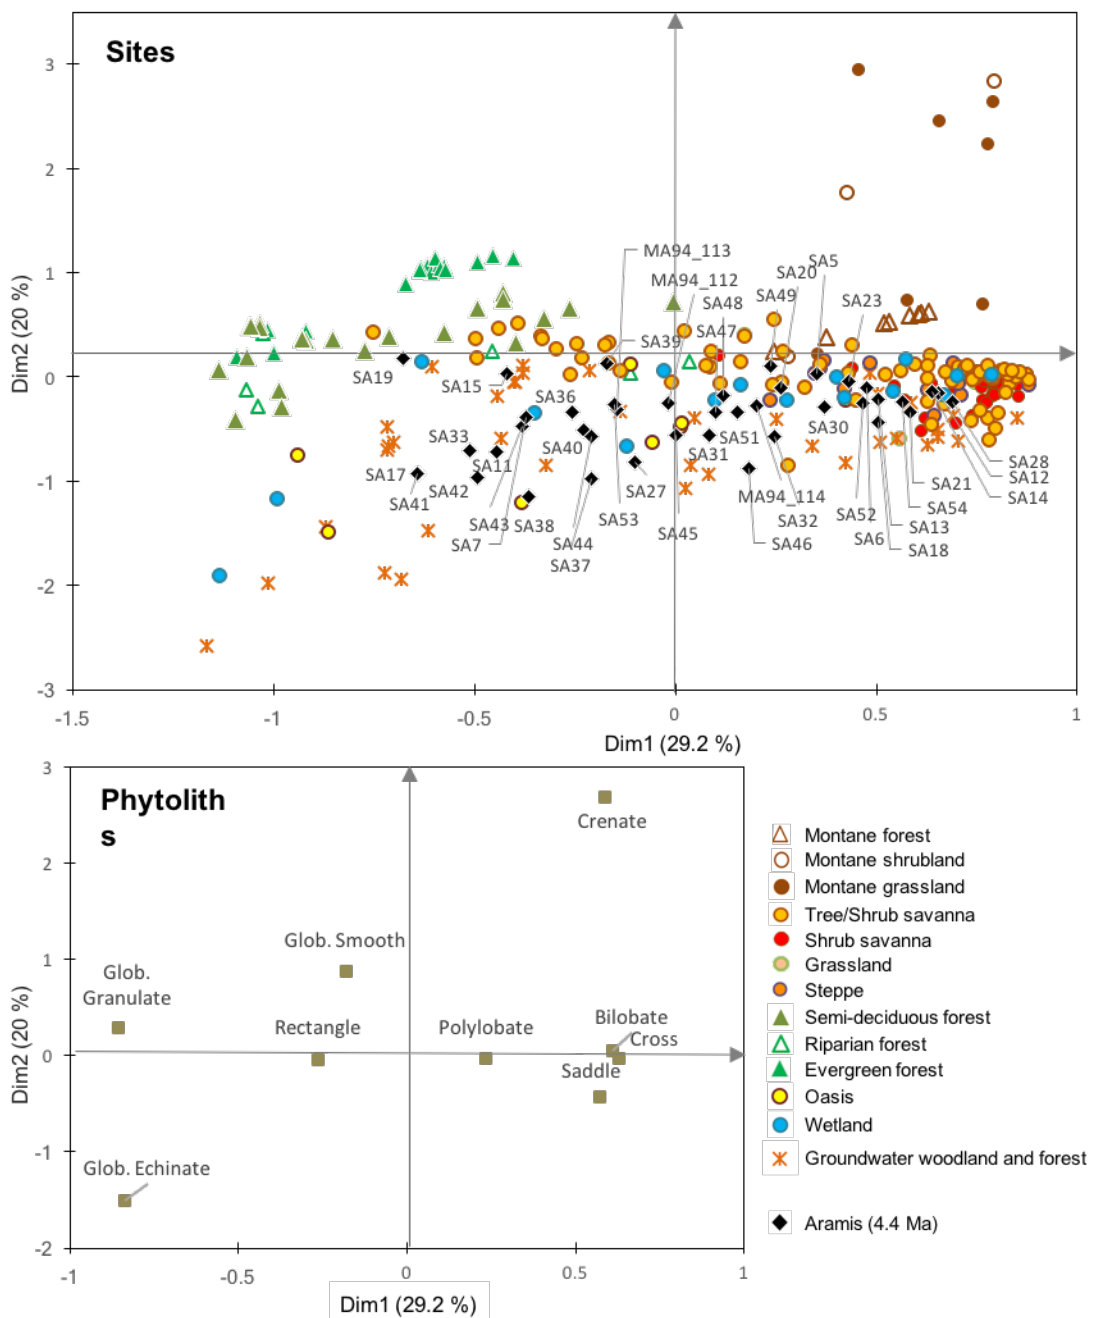 Sites
3
2
1
0
-1
-2
-3
Dim2 (20 %)
MA94_113
MA94_112
SA5
SA20
SA49
SA48
SA23
SA47
SA39
SA19
SA15
SA36
SA33
SA40
SA51
SA30
SA17
SA11
SA31
SA28
SA41
SA42
SA27
MA94_114
SA12
SA21
SA14
SA43
SA38
SA53
SA32
SA52
SA54
SA7
SA44
SA45
SA46
SA6
SA13
SA37
SA18
-1.5
-1
-0.5
0
0.5
1
Dim1 (29.2 %)
Phytolith
s
3
2
1
0
-1
-2
Dim2 (20 %)
Crenate
Glob. Smooth
Glob.
Granulate
Rectangle
Polylobate
Bilobate
Cross
Saddle
Glob. Echinate
-1
-0.5
0
0.5
1
Dim1 (29.2 %)
Montane forest
Montane shrubland
Montane grassland
Tree/Shrub savanna
Shrub savanna
Grassland
Steppe
Semi-deciduous forest
Riparian forest
Evergreen forest
Oasis
Wetland
Groundwater woodland and forest
Aramis (4.4 Ma)